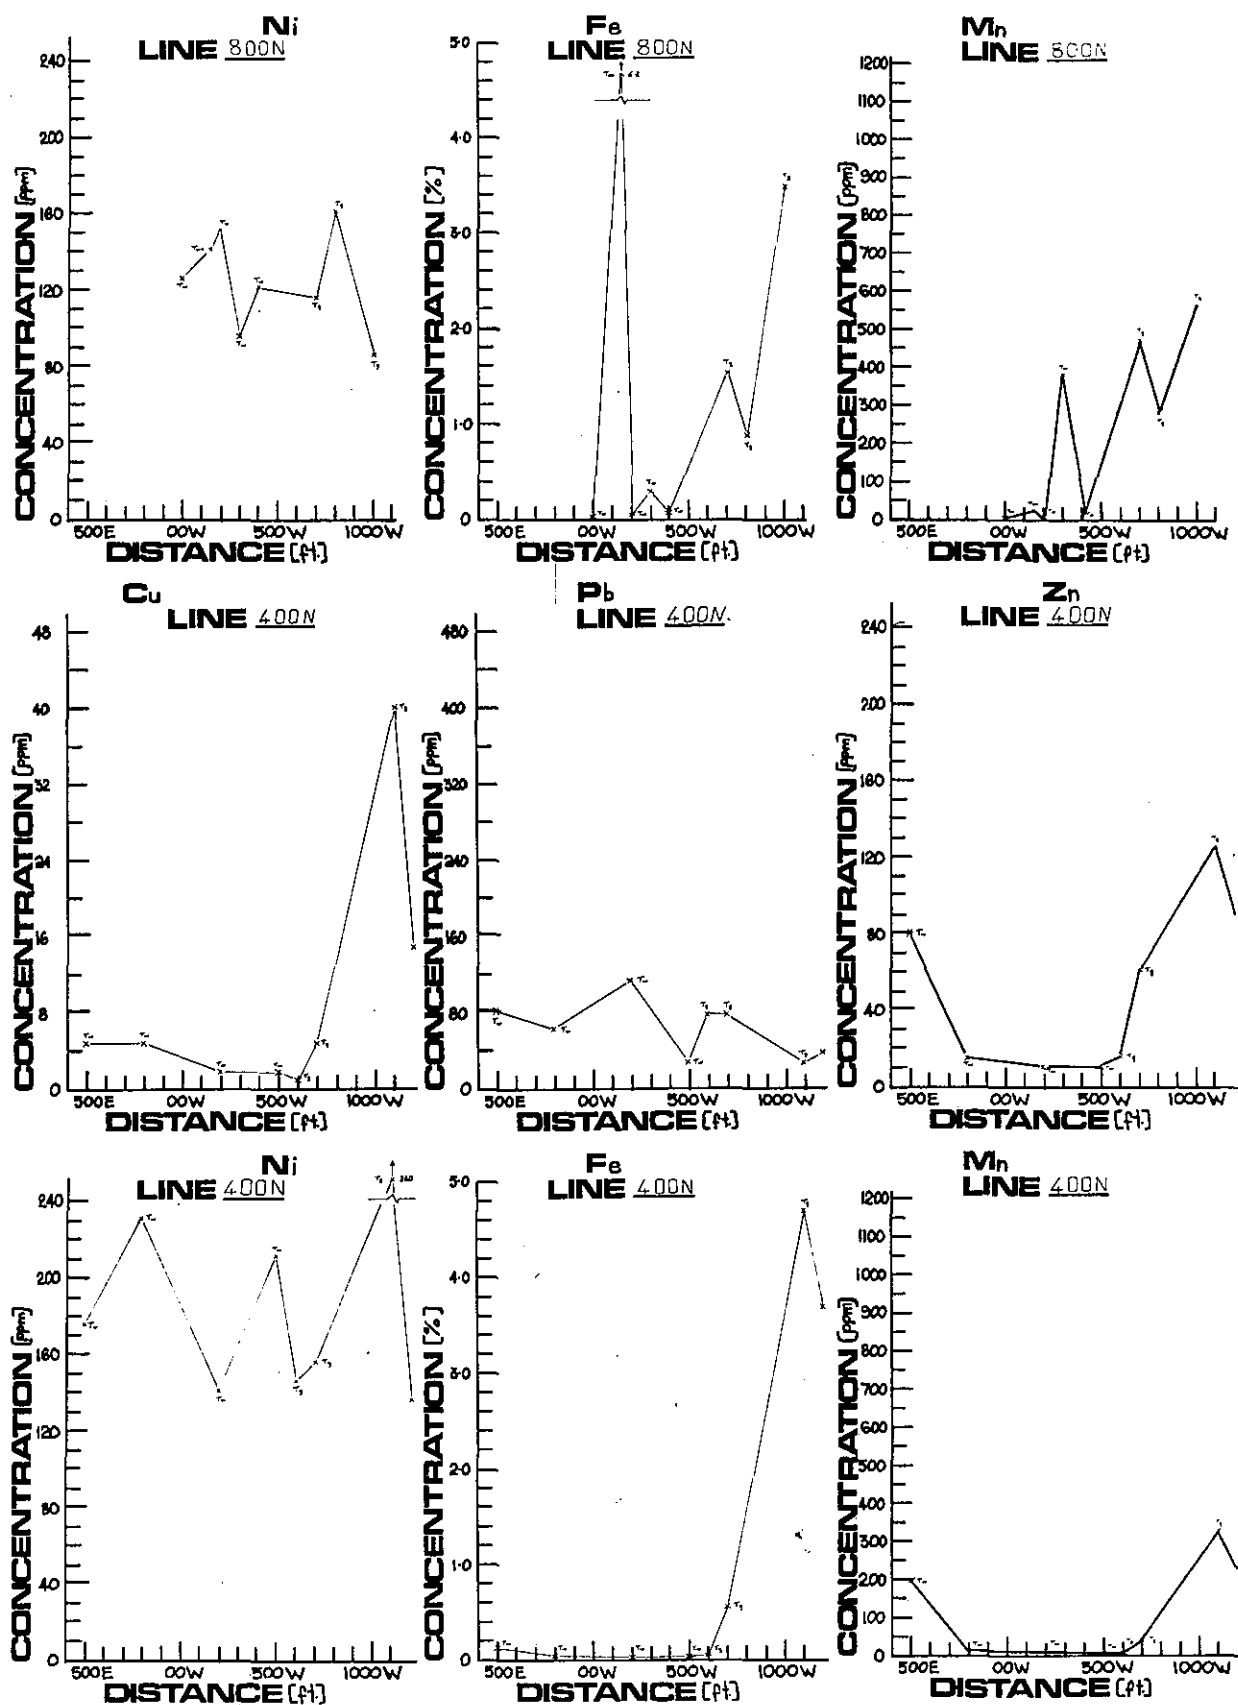 Ni
LINE 800N
Fe
LINE 800N
Mn
LINE 800N
CONCENTRATION [ppm]
240
200
160
120
80
40
0
500E 00W 500W 1000W
DISTANCE [ft.]
CONCENTRATION [%]
5.0
4.0
3.0
2.0
1.0
0
500E 00W 500W 1000W
DISTANCE [ft.]
CONCENTRATION [ppm]
1200
1100
1000
900
800
700
600
500
400
300
200
100
0
500E 00W 500W 1000W
DISTANCE [ft.]
Cu
LINE 400N
Pb
LINE 400N.
Zn
LINE 400N
CONCENTRATION [ppm]
48
40
32
24
16
8
0
500E 00W 500W 1000W
DISTANCE [ft.]
CONCENTRATION [ppm]
480
400
320
240
160
80
0
500E 00W 500W 1000W
DISTANCE [ft.]
CONCENTRATION [ppm]
240
200
160
120
80
40
0
500E 00W 500W 1000W
DISTANCE [ft.]
Ni
LINE 400N
Fe
LINE 400N
Mn
LINE 400N
CONCENTRATION [ppm]
240
200
160
120
80
40
0
500E 00W 500W 1000W
DISTANCE [ft.]
CONCENTRATION [%]
5.0
4.0
3.0
2.0
1.0
0
500E 00W 500W 1000W
DISTANCE [ft.]
CONCENTRATION [ppm]
1200
1100
1000
900
800
700
600
500
400
300
200
100
0
500E 00W 500W 1000W
DISTANCE [ft.]